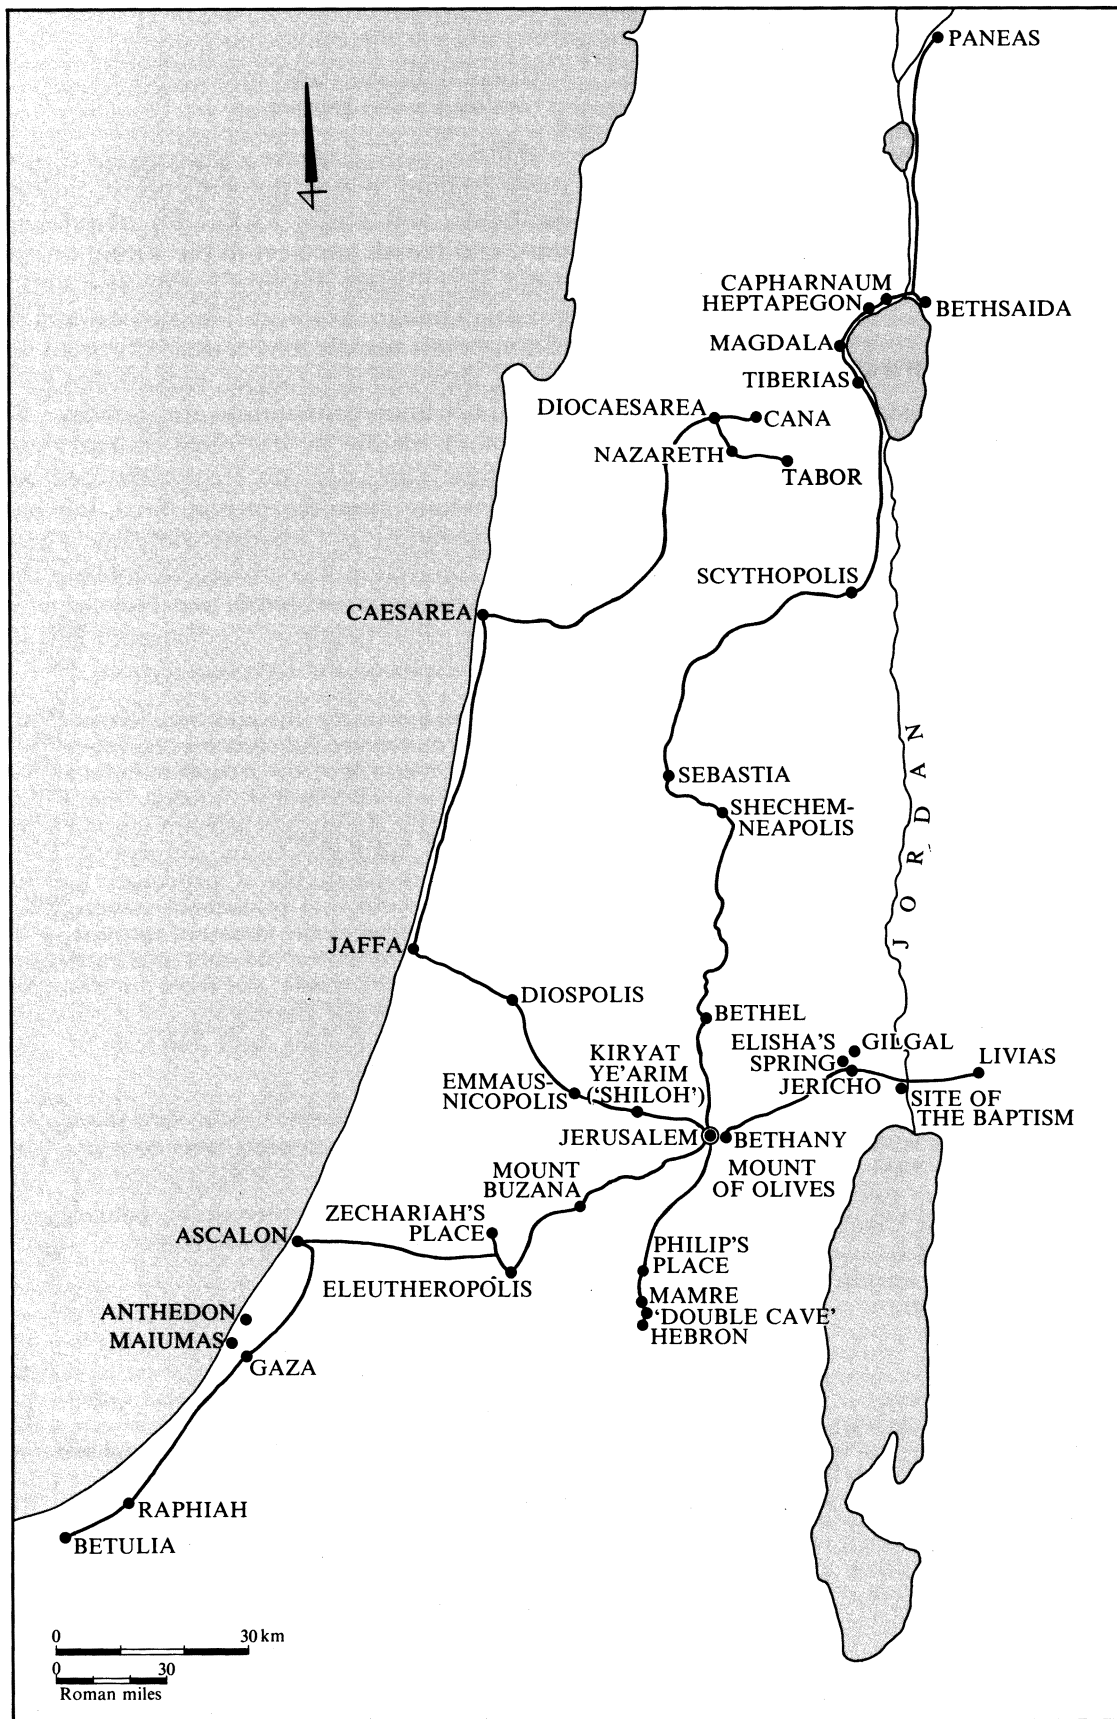 PANEAS
CAPHARNAUM
HEPTAPEGON
BETHSAIDA
MAGDALA
TIBERIAS
DIOCAESAREA
CANA
NAZARETH
TABOR
SCYTHOPOLIS
CAESAREA
JORDAN
SEBASTIA
SHECHEM-
NEAPOLIS
JAFFA
DIOSPOLIS
BETHEL
ELISHA'S
SPRING
GILGAL
LIVIAS
KIRYAT
YE'ARIM
('SHILOH')
JERICHO
EMMAUS-
NICOPOLIS
SITE OF
THE BAPTISM
JERUSALEM
BETHANY
MOUNT
OF OLIVES
MOUNT
BUZANA
ZECHARIAH'S
PLACE
ASCALON
PHILIP'S
PLACE
ELEUTHEROPOLIS
MAMRE
'DOUBLE CAVE'
HEBRON
ANTHEDON
MAIUMAS
GAZA
RAPHIAH
BETULIA
0 30 km
0 30
Roman miles